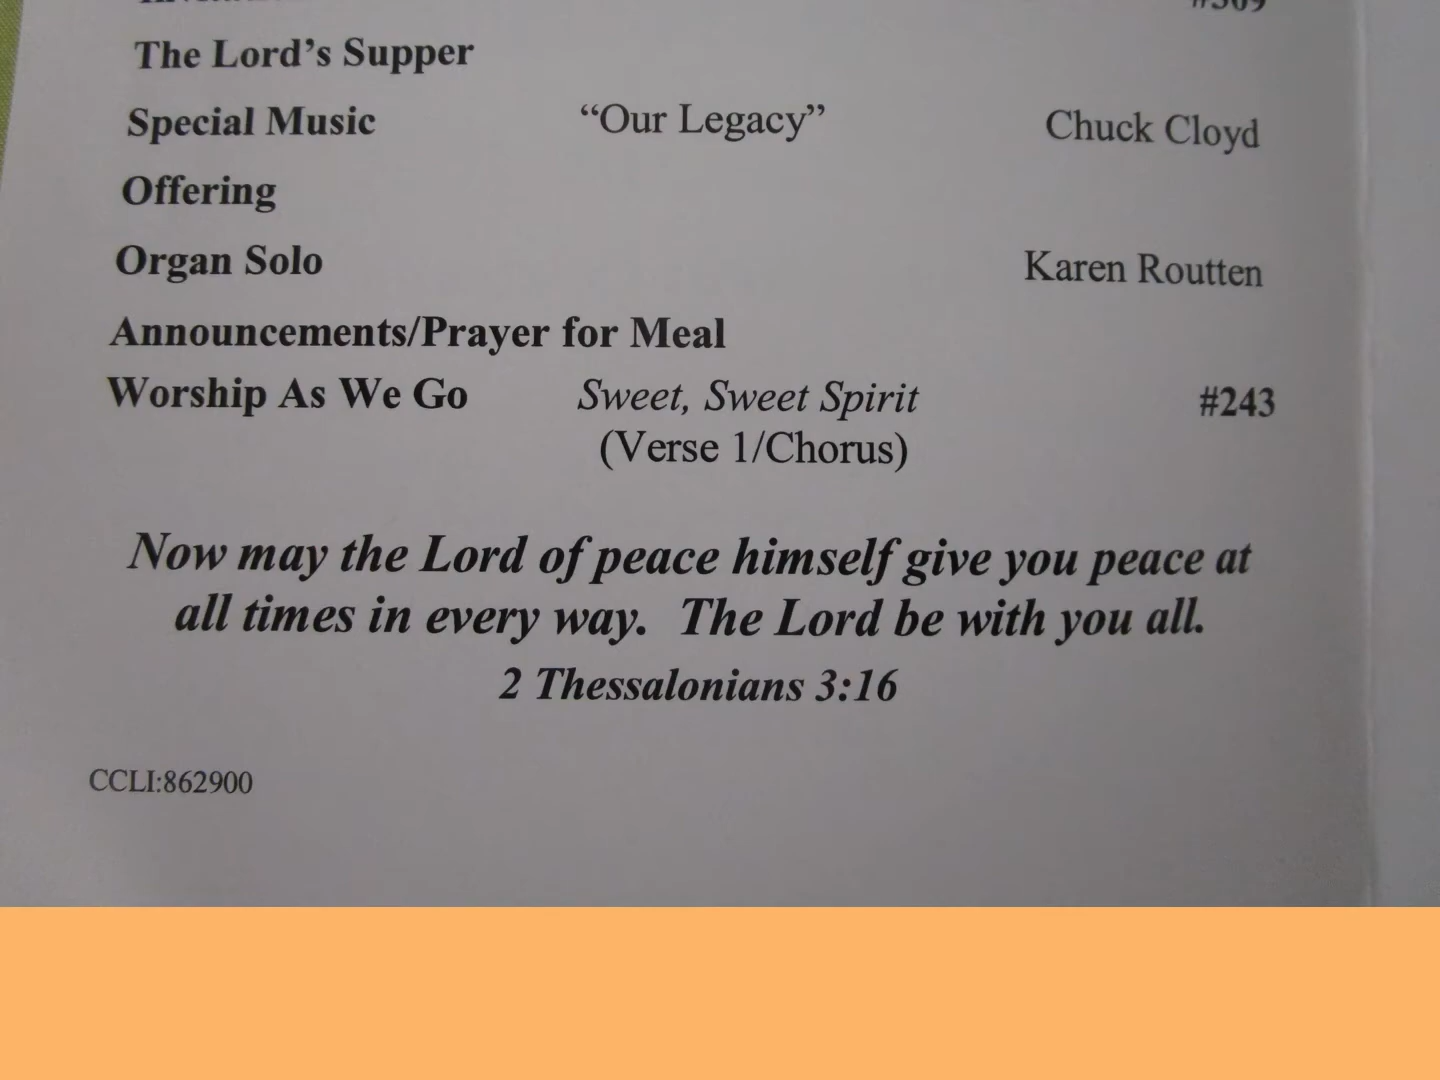 The Lord's Supper
Special Music “Our Legacy” Chuck Cloyd
Offering
Organ Solo Karen Routten
Announcements/Prayer for Meal
Worship As We Go Sweet, Sweet Spirit #243
(Verse 1/Chorus)
Now may the Lord of peace himself give you peace at
all times in every way. The Lord be with you all.
2 Thessalonians 3:16
CCLI:862900